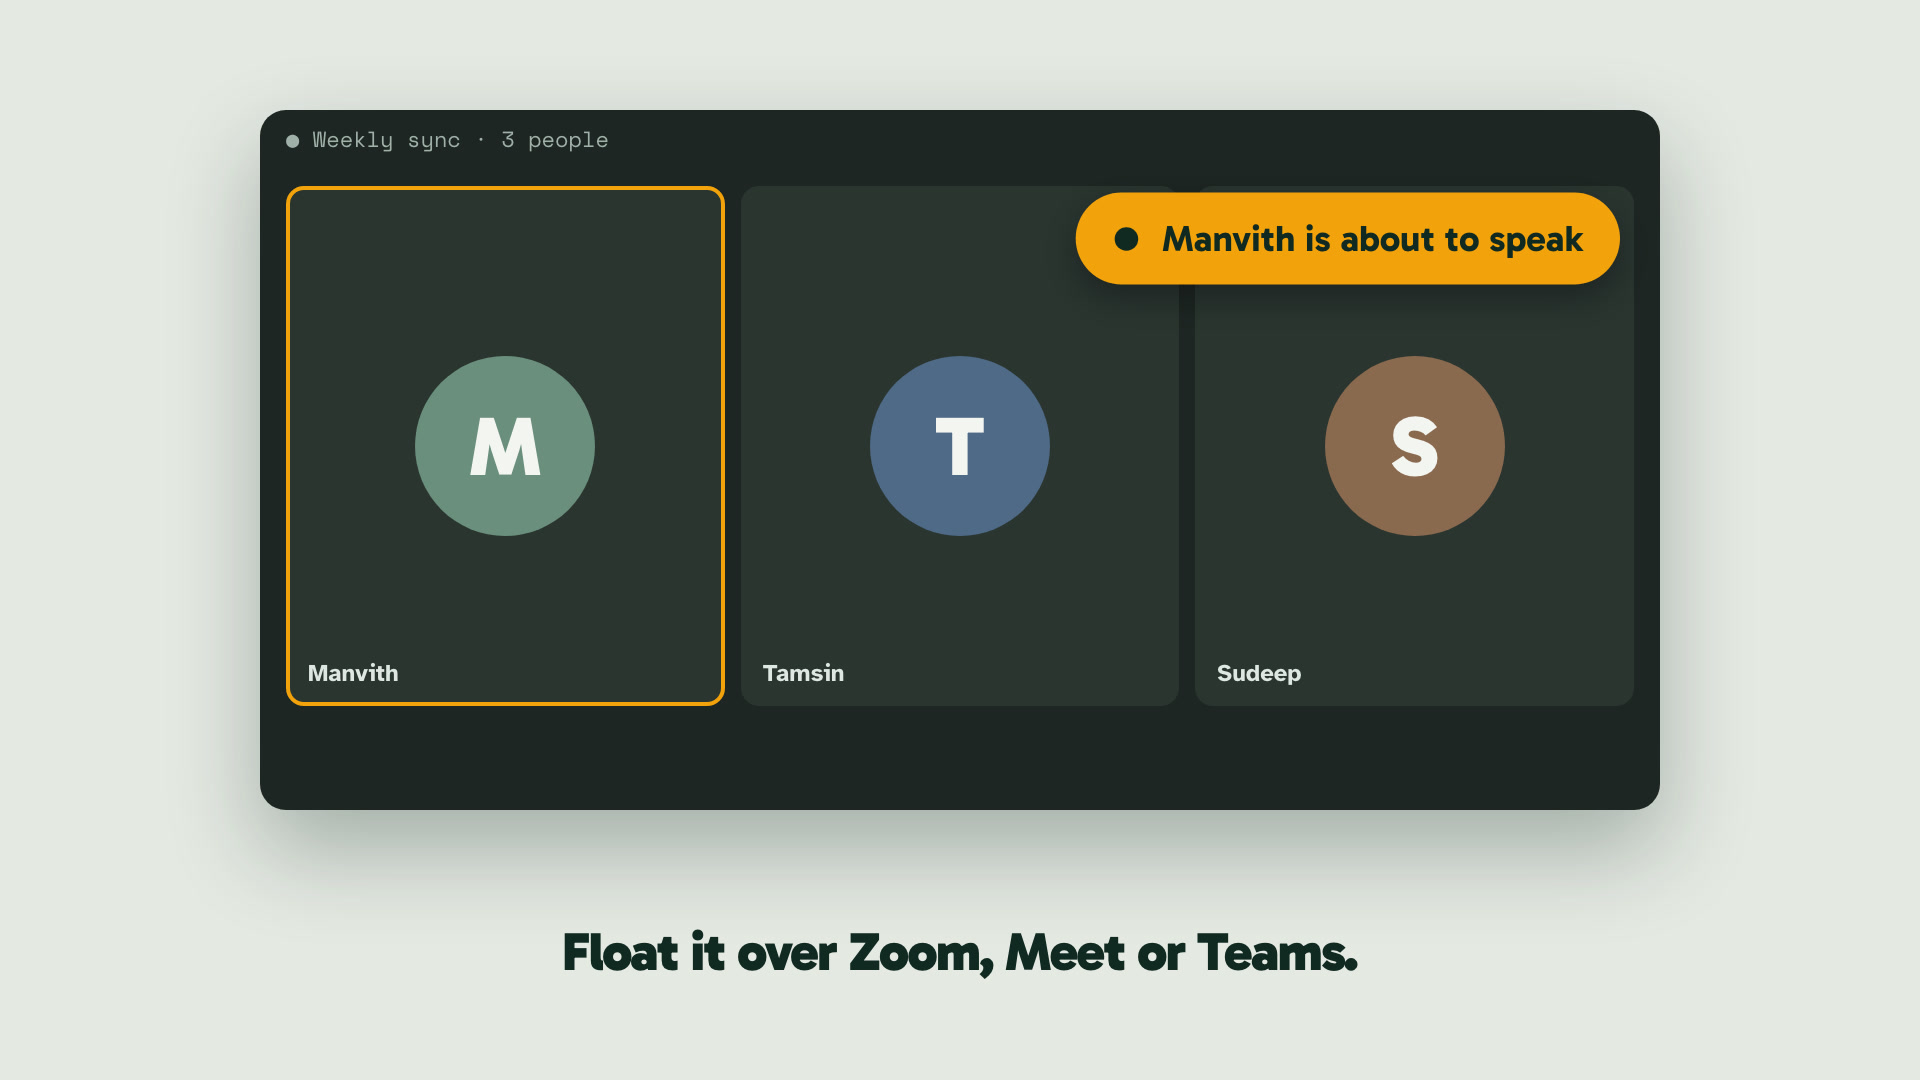 Weekly sync · 3 people
Manvith is about to speak
M
T
S
Manvith
Tamsin
Sudeep
Float it over Zoom, Meet or Teams.